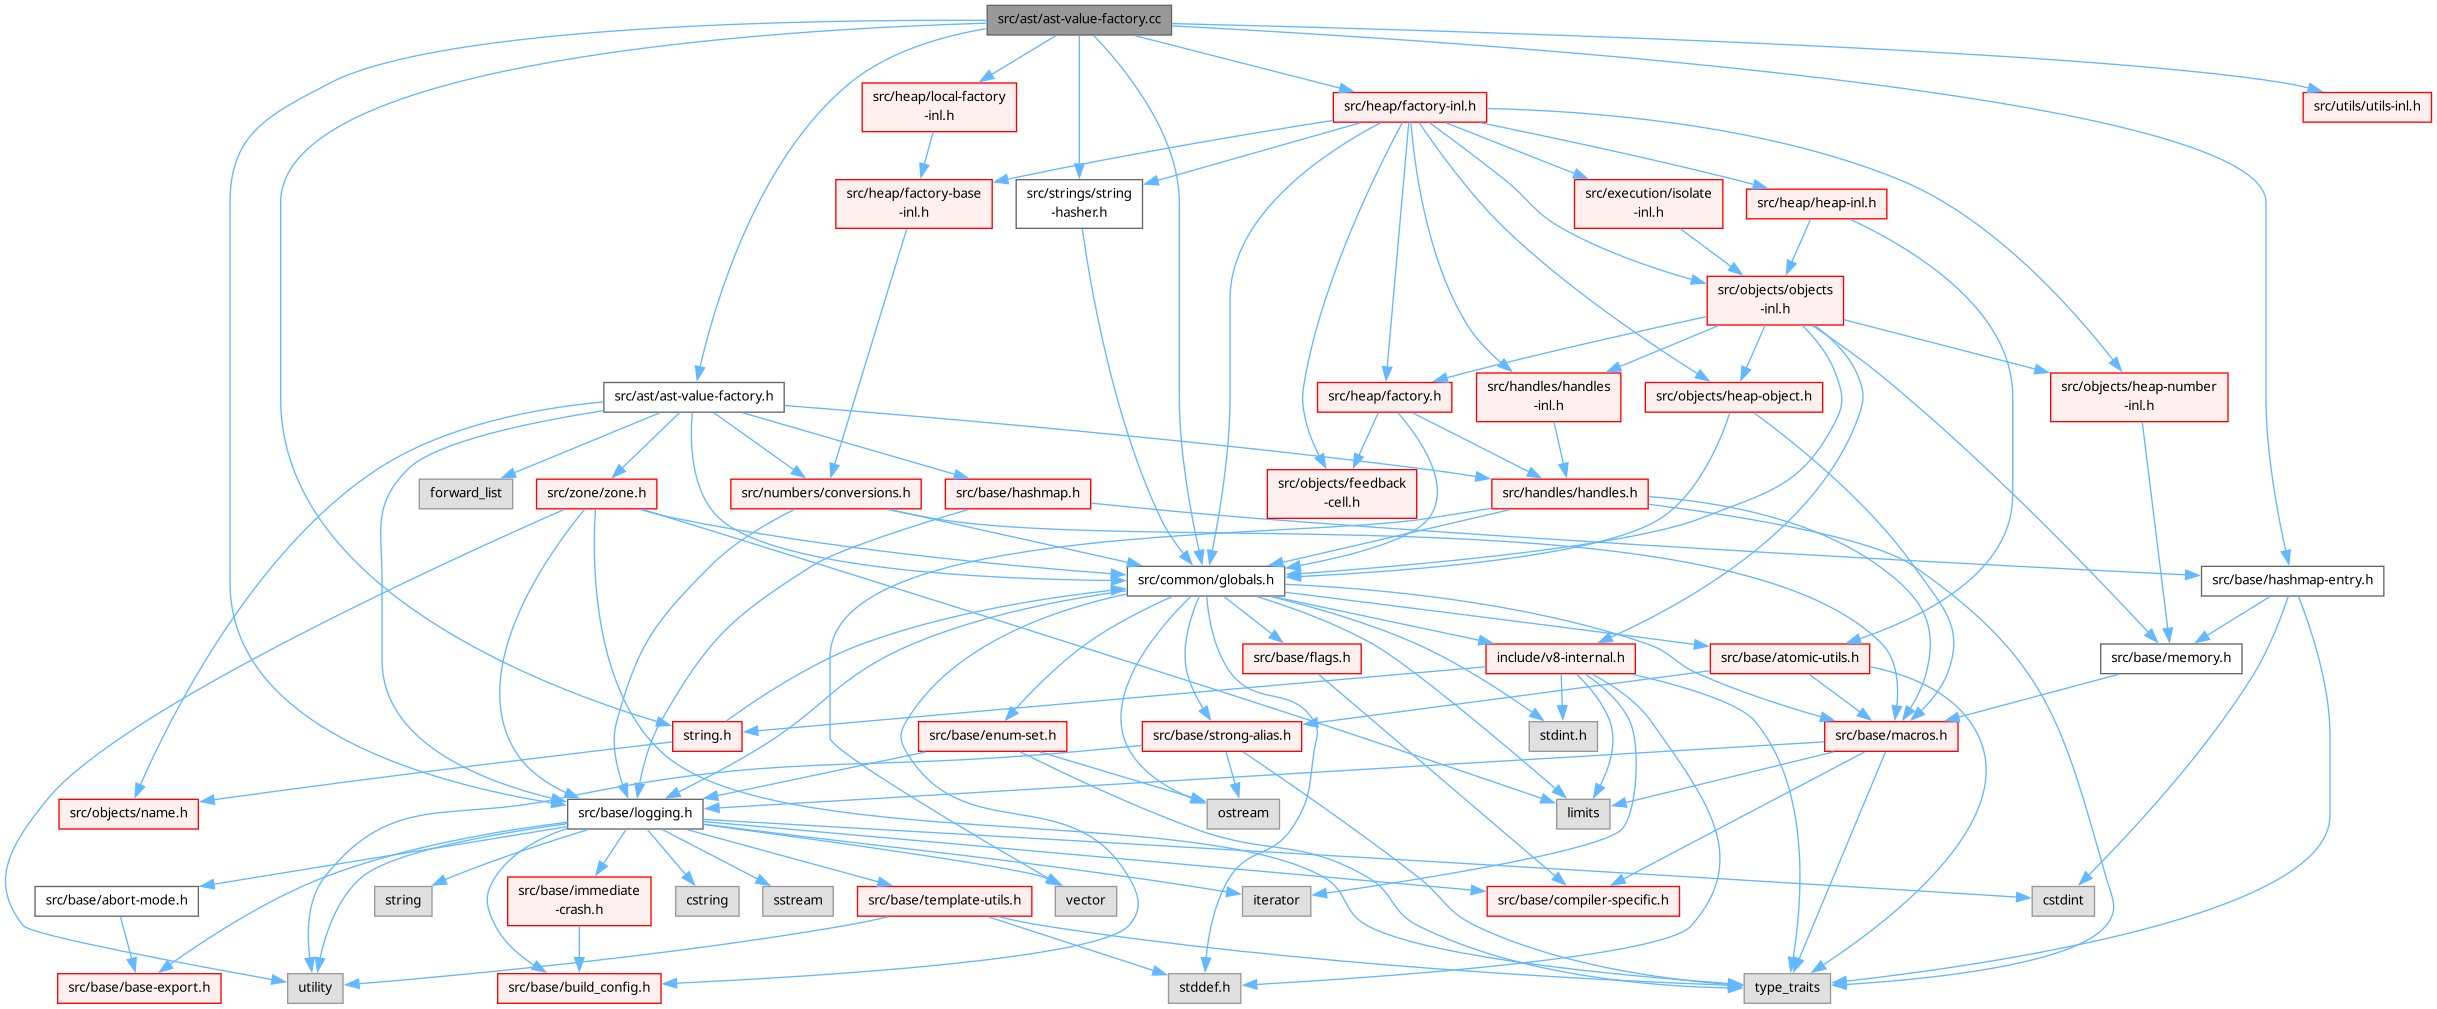 src/ast/ast-value-factory.cc
src/heap/local-factory
-inl.h
src/heap/factory-inl.h
src/utils/utils-inl.h
src/heap/factory-base
-inl.h
src/strings/string
-hasher.h
src/execution/isolate
-inl.h
src/heap/heap-inl.h
src/objects/objects
-inl.h
src/ast/ast-value-factory.h
src/heap/factory.h
src/handles/handles
-inl.h
src/objects/heap-object.h
src/objects/heap-number
-inl.h
forward_list
src/zone/zone.h
src/numbers/conversions.h
src/base/hashmap.h
src/objects/feedback
-cell.h
src/handles/handles.h
src/common/globals.h
src/base/hashmap-entry.h
src/base/flags.h
include/v8-internal.h
src/base/atomic-utils.h
src/base/memory.h
string.h
src/base/enum-set.h
src/base/strong-alias.h
stdint.h
src/base/macros.h
src/objects/name.h
src/base/logging.h
ostream
limits
src/base/abort-mode.h
string
src/base/immediate
-crash.h
cstring
sstream
src/base/template-utils.h
vector
iterator
src/base/compiler-specific.h
cstdint
src/base/base-export.h
utility
src/base/build_config.h
stddef.h
type_traits